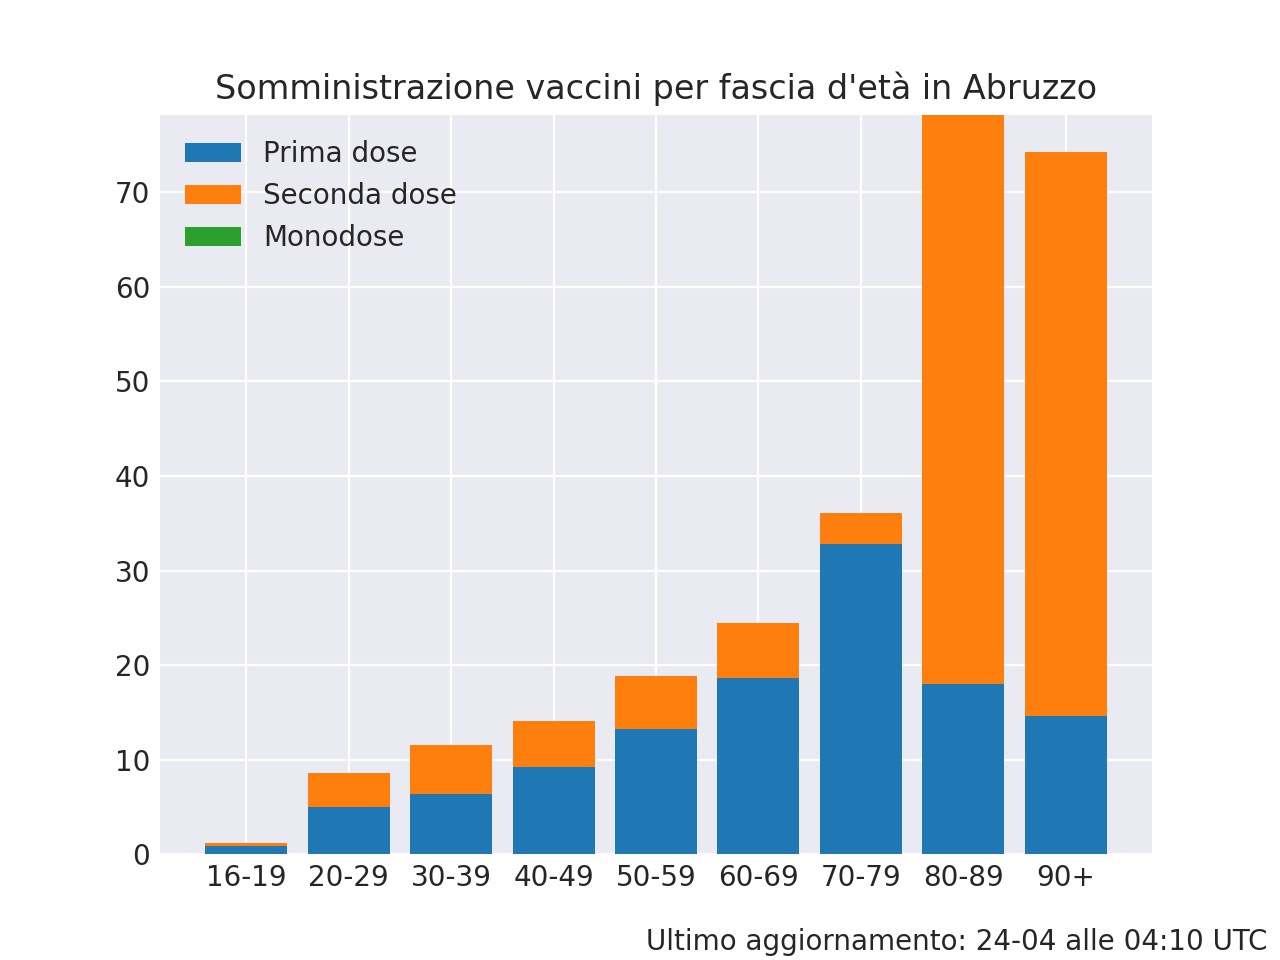 Somministrazione vaccini per fascia d'età in Abruzzo
Prima dose
Seconda dose
Monodose
70
60
50
40
30
20
10
0
16-19 20-29 30-39 40-49 50-59 60-69 70-79 80-89 90+
Ultimo aggiornamento: 24-04 alle 04:10 UTC